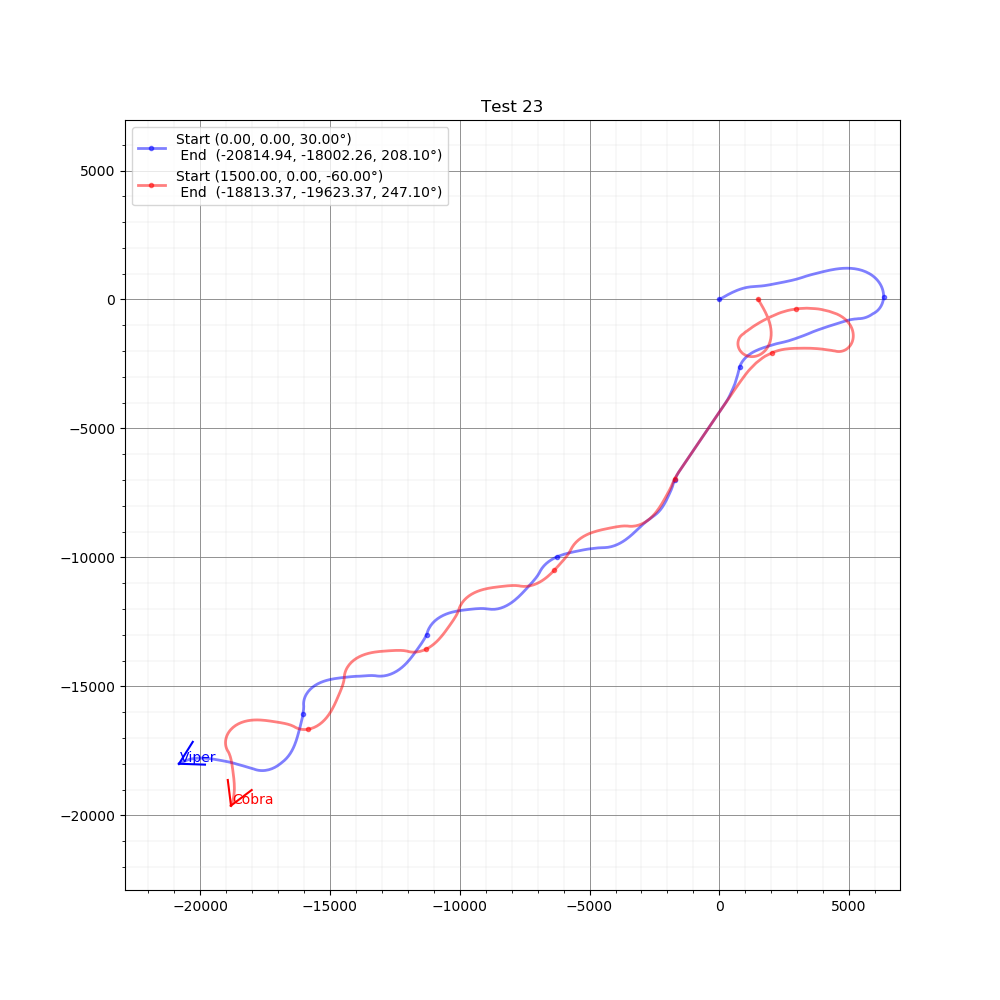 Test 23
Start (0.00, 0.00, 30.00°)
End (-20814.94, -18002.26, 208.10°)
Start (1500.00, 0.00, -60.00°)
End (-18813.37, -19623.37, 247.10°)
5000
0
−5000
−10000
−15000
−20000
Viper
Cobra
−20000 −15000 −10000 −5000 0 5000